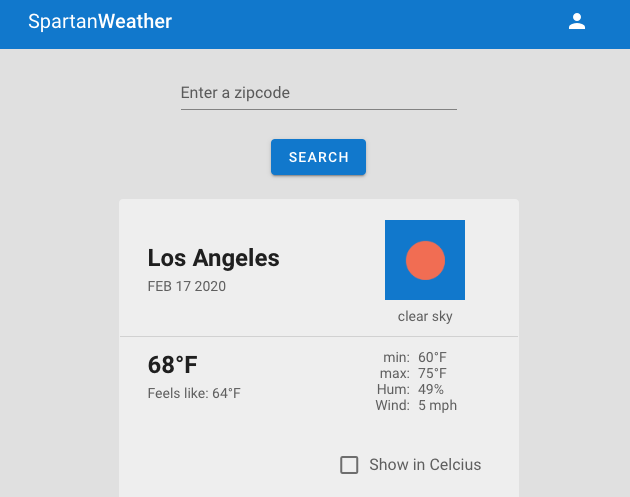 SpartanWeather
Enter a zipcode
SEARCH
Los Angeles
FEB 17 2020
clear sky
68°F
Feels like: 64°F
min: 60°F
max: 75°F
Hum: 49%
Wind: 5 mph
Show in Celcius